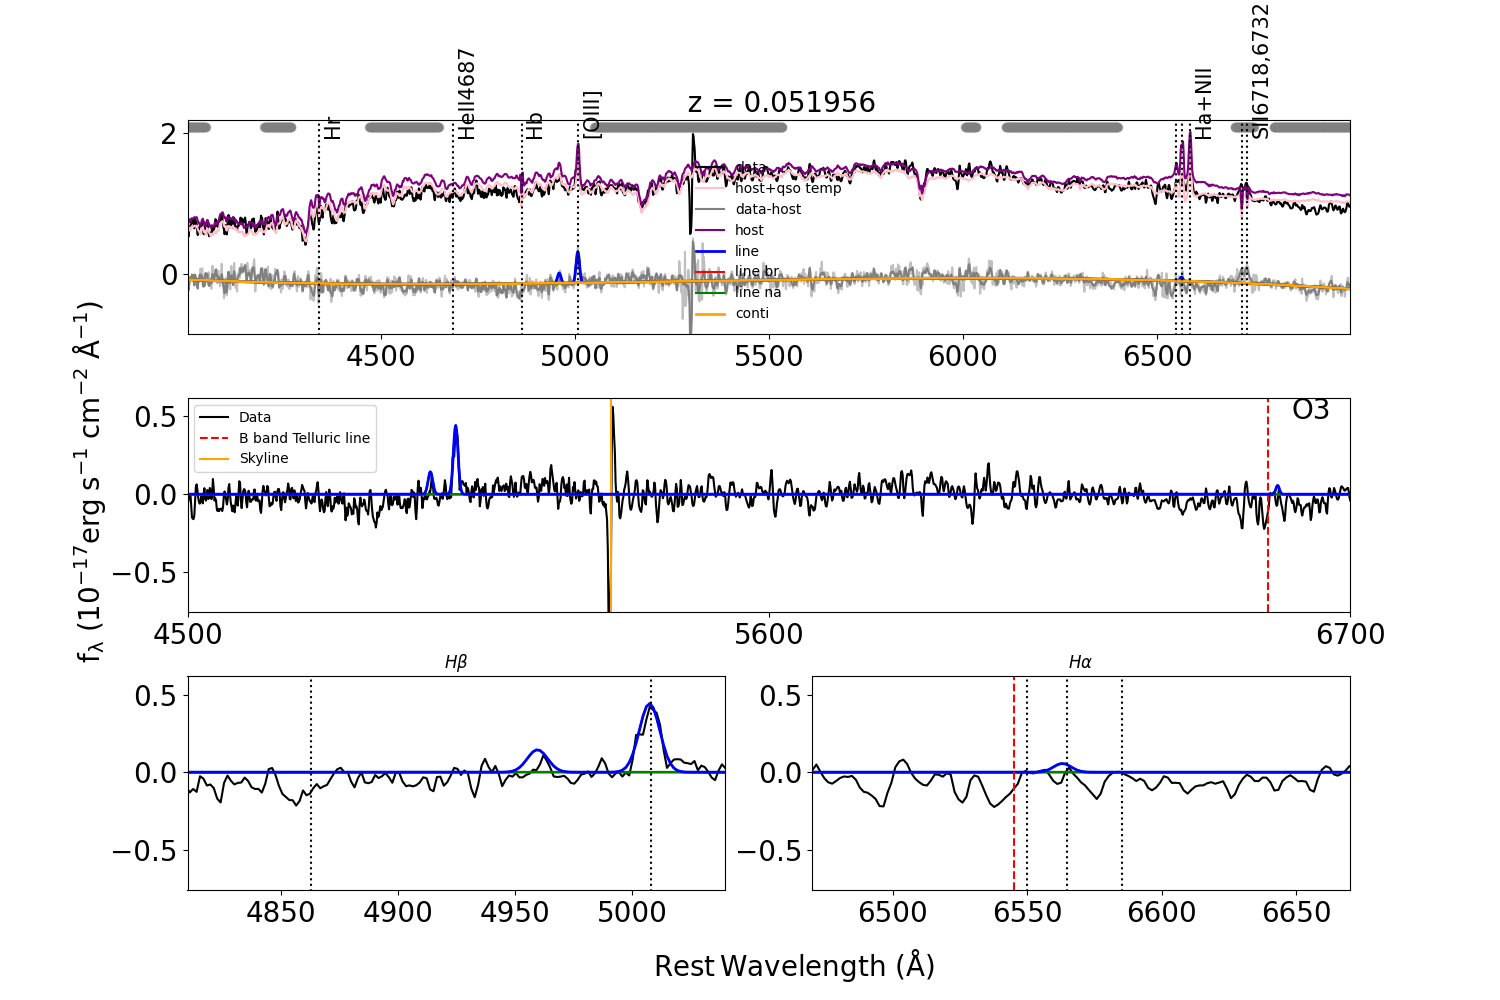 z = 0.051956
Hr
HeII4687
Hb
[OIII]
Ha+NII
SII6718,6732
2
0
data
host+qso temp
data-host
host
line
line br
line na
conti
4500 5000 5500 6000 6500
f_λ (10^−17 erg s^−1 cm^−2 Å^−1)
0.5
0.0
−0.5
Data
B band Telluric line
Skyline
O3
4500 5600 6700
Hβ
0.5
0.0
−0.5
4850 4900 4950 5000
Hα
0.5
0.0
−0.5
6500 6550 6600 6650
Rest Wavelength (Å)